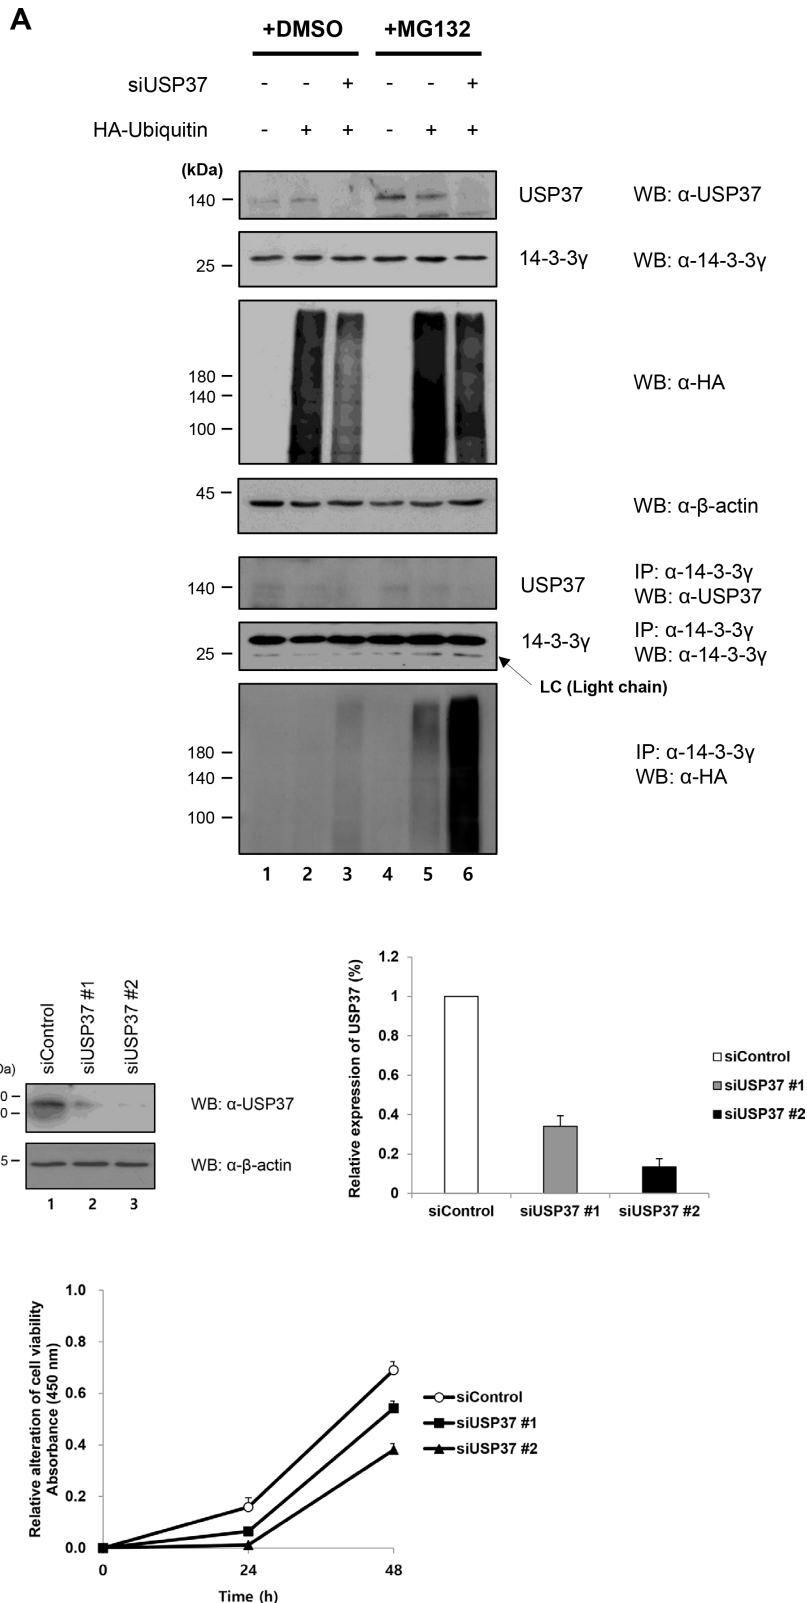 A
+DMSO +MG132
siUSP37 - - + - - +
HA-Ubiquitin - + + - + +
(kDa)
140 USP37 WB: α-USP37
25 14-3-3γ WB: α-14-3-3γ
180
140
100
WB: α-HA
45
WB: α-β-actin
140 USP37 IP: α-14-3-3γ
WB: α-USP37
25 14-3-3γ IP: α-14-3-3γ
WB: α-14-3-3γ
LC (Light chain)
180
140
100
IP: α-14-3-3γ
WB: α-HA
1 2 3 4 5 6
siControl siUSP37 #1 siUSP37 #2
WB: α-USP37
WB: α-β-actin
1 2 3
Relative expression of USP37 (%)
1.2
1
0.8
0.6
0.4
0.2
0
siControl siUSP37 #1 siUSP37 #2
siControl
siUSP37 #1
siUSP37 #2
Relative alteration of cell viability
Absorbance (450 nm)
1.0
0.8
0.6
0.4
0.2
0.0
0 24 48
Time (h)
siControl
siUSP37 #1
siUSP37 #2